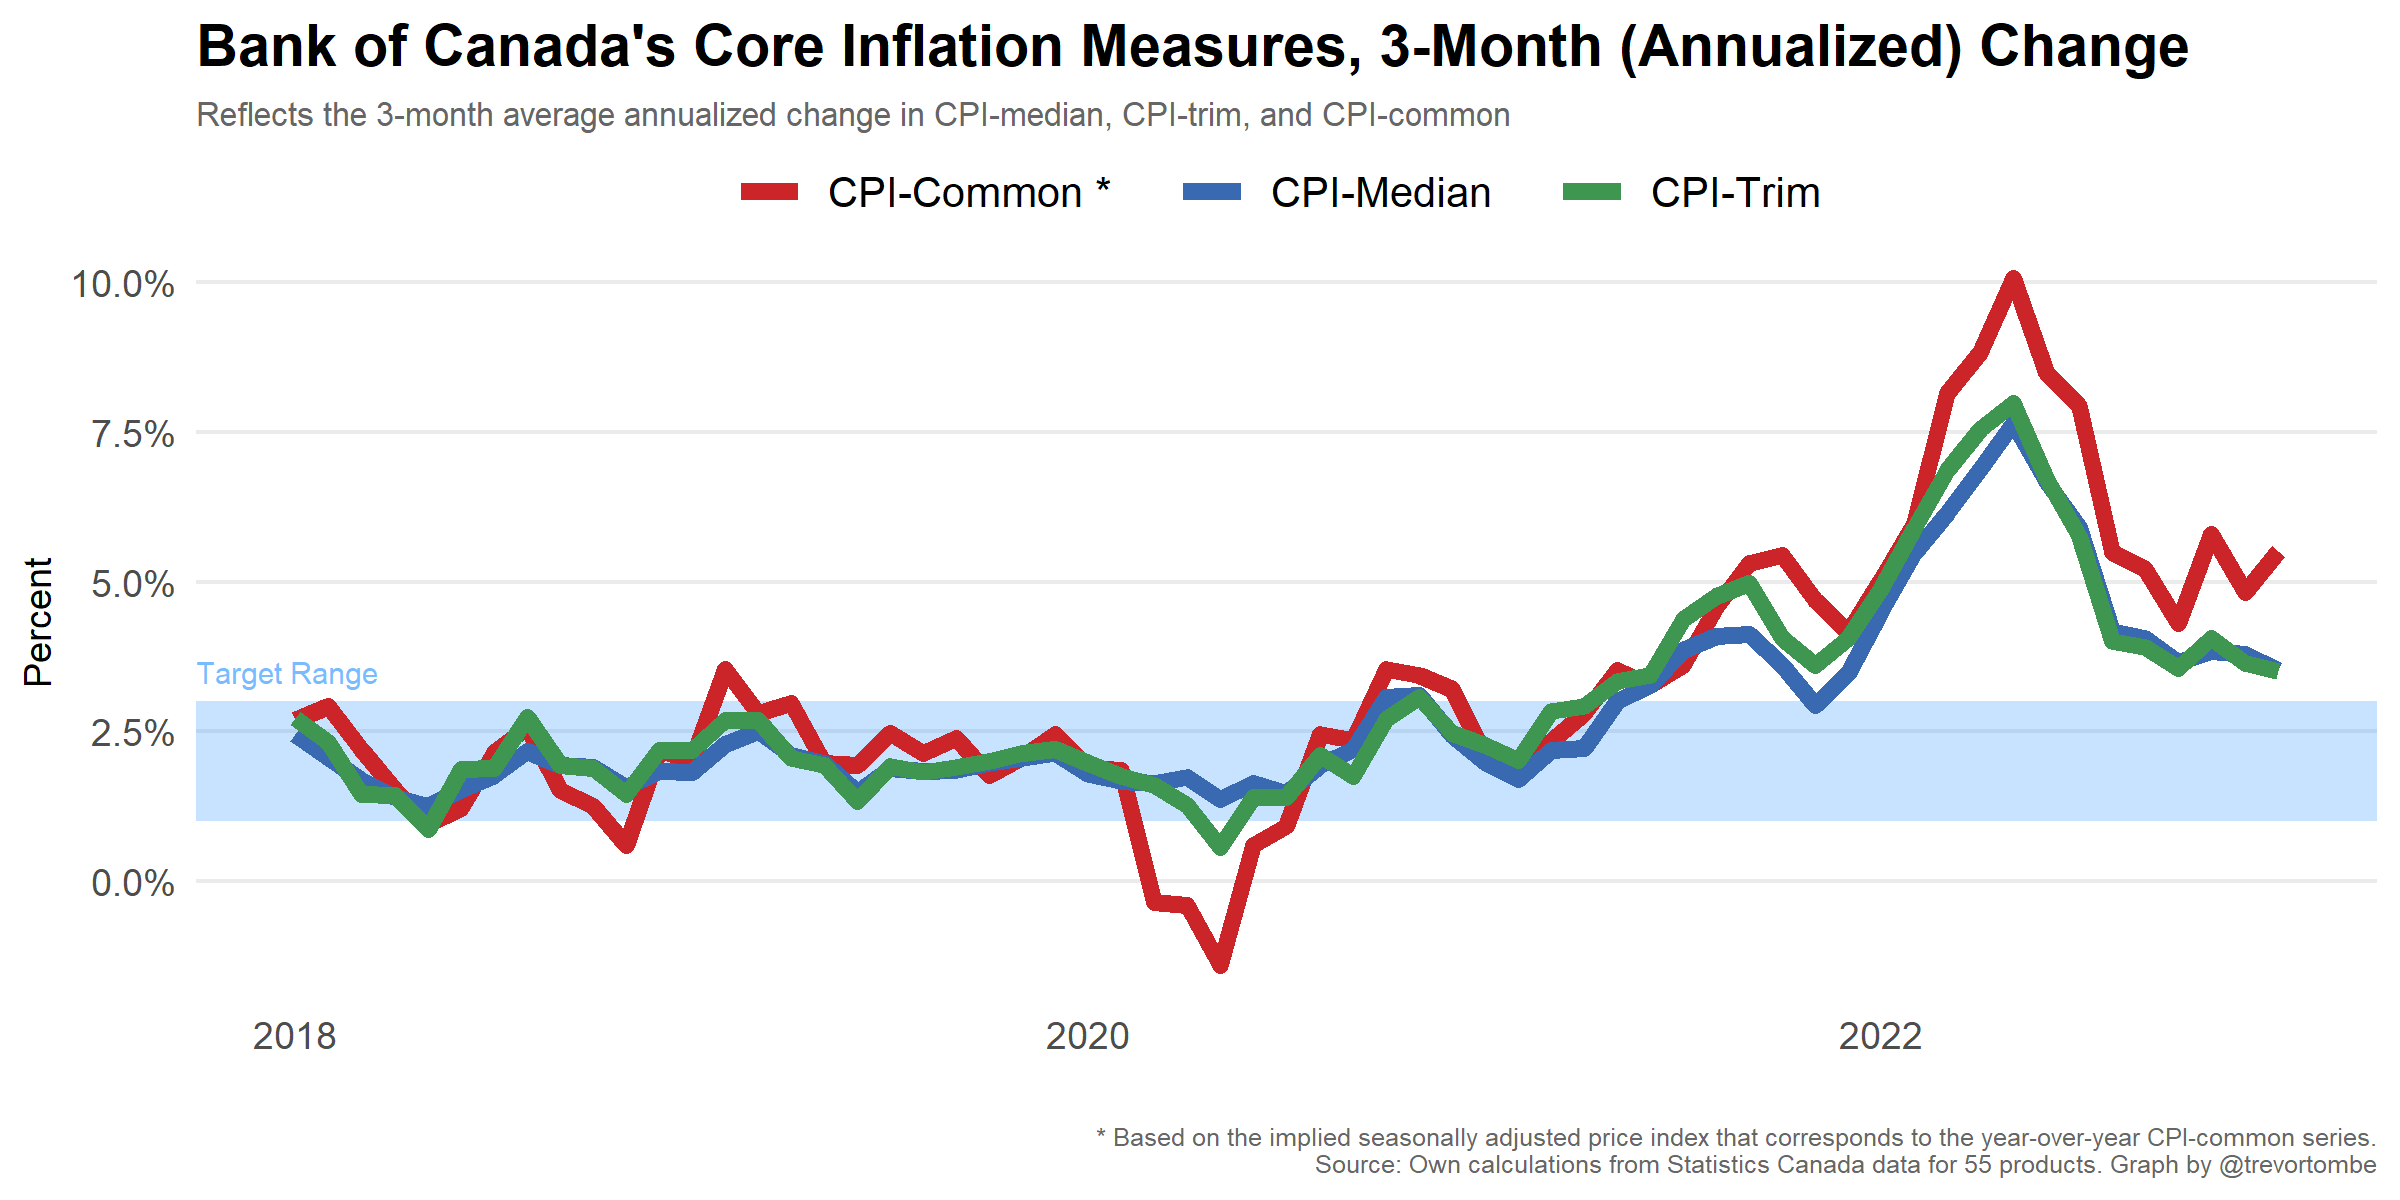 Bank of Canada's Core Inflation Measures, 3-Month (Annualized) Change
Reflects the 3-month average annualized change in CPI-median, CPI-trim, and CPI-common
CPI-Common *
CPI-Median
CPI-Trim
10.0%
7.5%
5.0%
2.5%
0.0%
Percent
Target Range
2018
2020
2022
* Based on the implied seasonally adjusted price index that corresponds to the year-over-year CPI-common series.
Source: Own calculations from Statistics Canada data for 55 products. Graph by @trevortombe